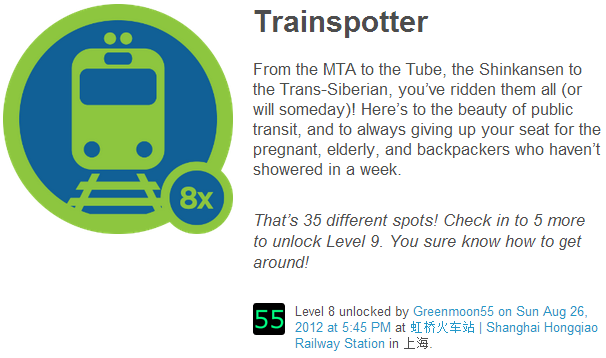 Trainspotter
From the MTA to the Tube, the Shinkansen to
the Trans-Siberian, you've ridden them all (or
will someday)! Here's to the beauty of public
transit, and to always giving up your seat for the
pregnant, elderly, and backpackers who haven't
showered in a week.
8x
That's 35 different spots! Check in to 5 more
to unlock Level 9. You sure know how to get
around!
55
Level 8 unlocked by Greenmoon55 on Sun Aug 26,
2012 at 5:45 PM at 虹桥火车站 | Shanghai Hongqiao
Railway Station in 上海.